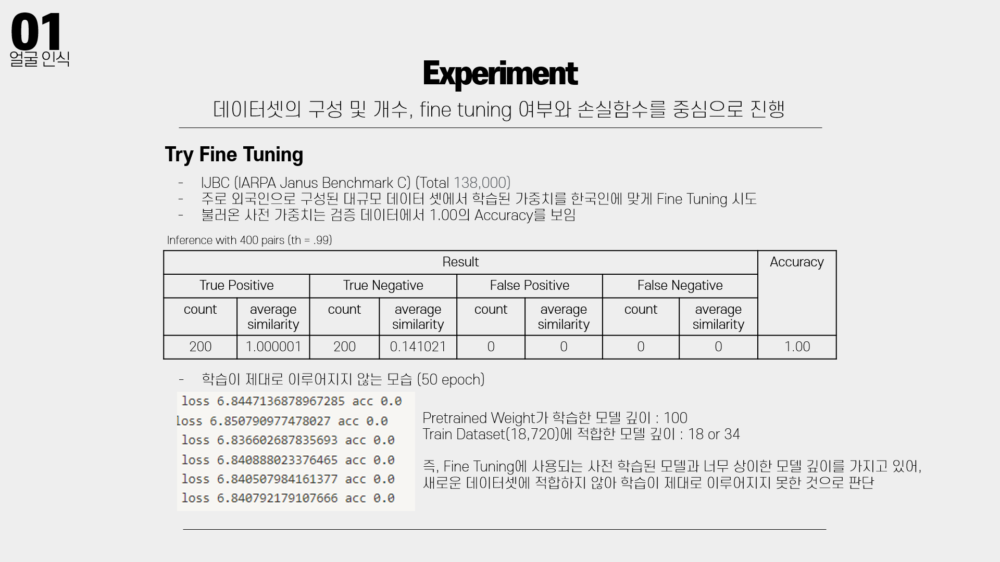 01
얼굴 인식
Experiment
데이터셋의 구성 및 개수, fine tuning 여부와 손실함수를 중심으로 진행
Try Fine Tuning
- IJBC (IARPA Janus Benchmark C) (Total 138,000)
- 주로 외국인으로 구성된 대규모 데이터 셋에서 학습된 가중치를 한국인에 맞게 Fine Tuning 시도
- 불러온 사전 가중치는 검증 데이터에서 1.00의 Accuracy를 보임
Inference with 400 pairs (th = .99)
Result Accuracy
True Positive True Negative False Positive False Negative
count average similarity count average similarity count average similarity count average similarity
200 1.000001 200 0.141021 0 0 0 0 1.00
- 학습이 제대로 이루어지지 않는 모습 (50 epoch)
loss 6.8447136878967285 acc 0.0
loss 6.850790977478027 acc 0.0
loss 6.836602687835693 acc 0.0
loss 6.840888023376465 acc 0.0
loss 6.840507984161377 acc 0.0
loss 6.840792179107666 acc 0.0
Pretrained Weight가 학습한 모델 깊이 : 100
Train Dataset(18,720)에 적합한 모델 깊이 : 18 or 34
즉, Fine Tuning에 사용되는 사전 학습된 모델과 너무 상이한 모델 깊이를 가지고 있어,
새로운 데이터셋에 적합하지 않아 학습이 제대로 이루어지지 못한 것으로 판단